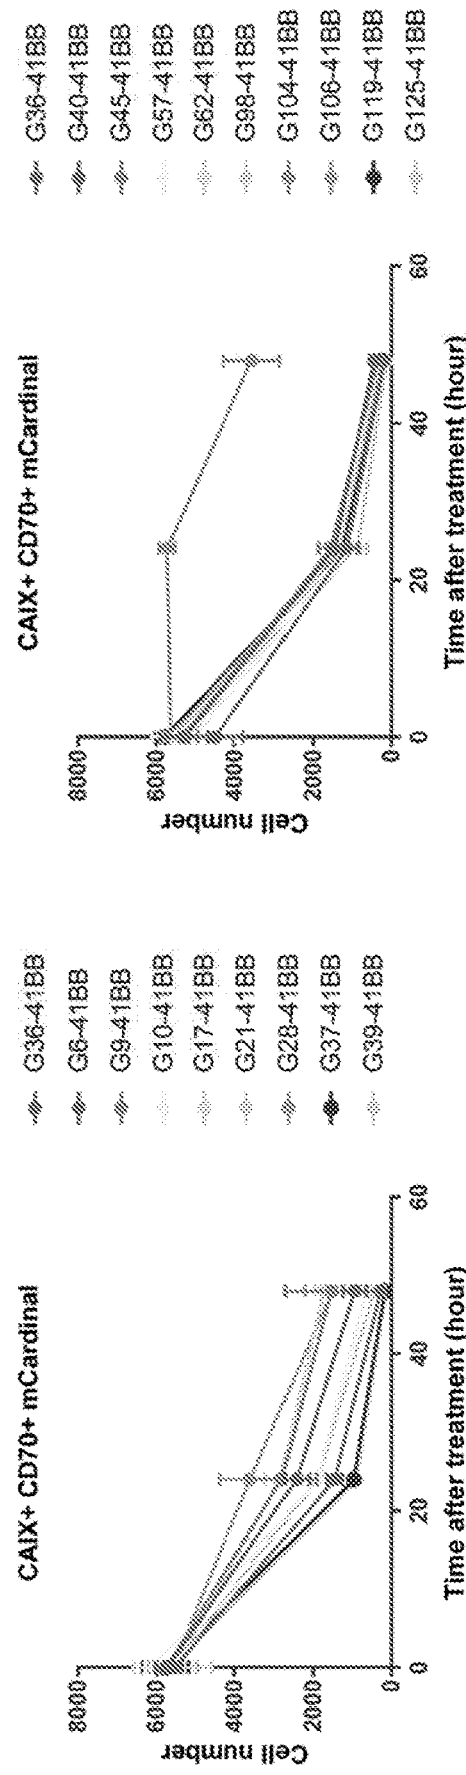 CAIX+ CD70+ mCardinal
Cell number
8000
6000
4000
2000
0
0
20
40
60
Time after treatment (hour)
G36-41BB
G6-41BB
G9-41BB
G10-41BB
G17-41BB
G21-41BB
G28-41BB
G37-41BB
G39-41BB
CAIX+ CD70+ mCardinal
Cell number
8000
6000
4000
2000
0
0
20
40
60
Time after treatment (hour)
G36-41BB
G40-41BB
G45-41BB
G57-41BB
G62-41BB
G98-41BB
G104-41BB
G106-41BB
G119-41BB
G125-41BB